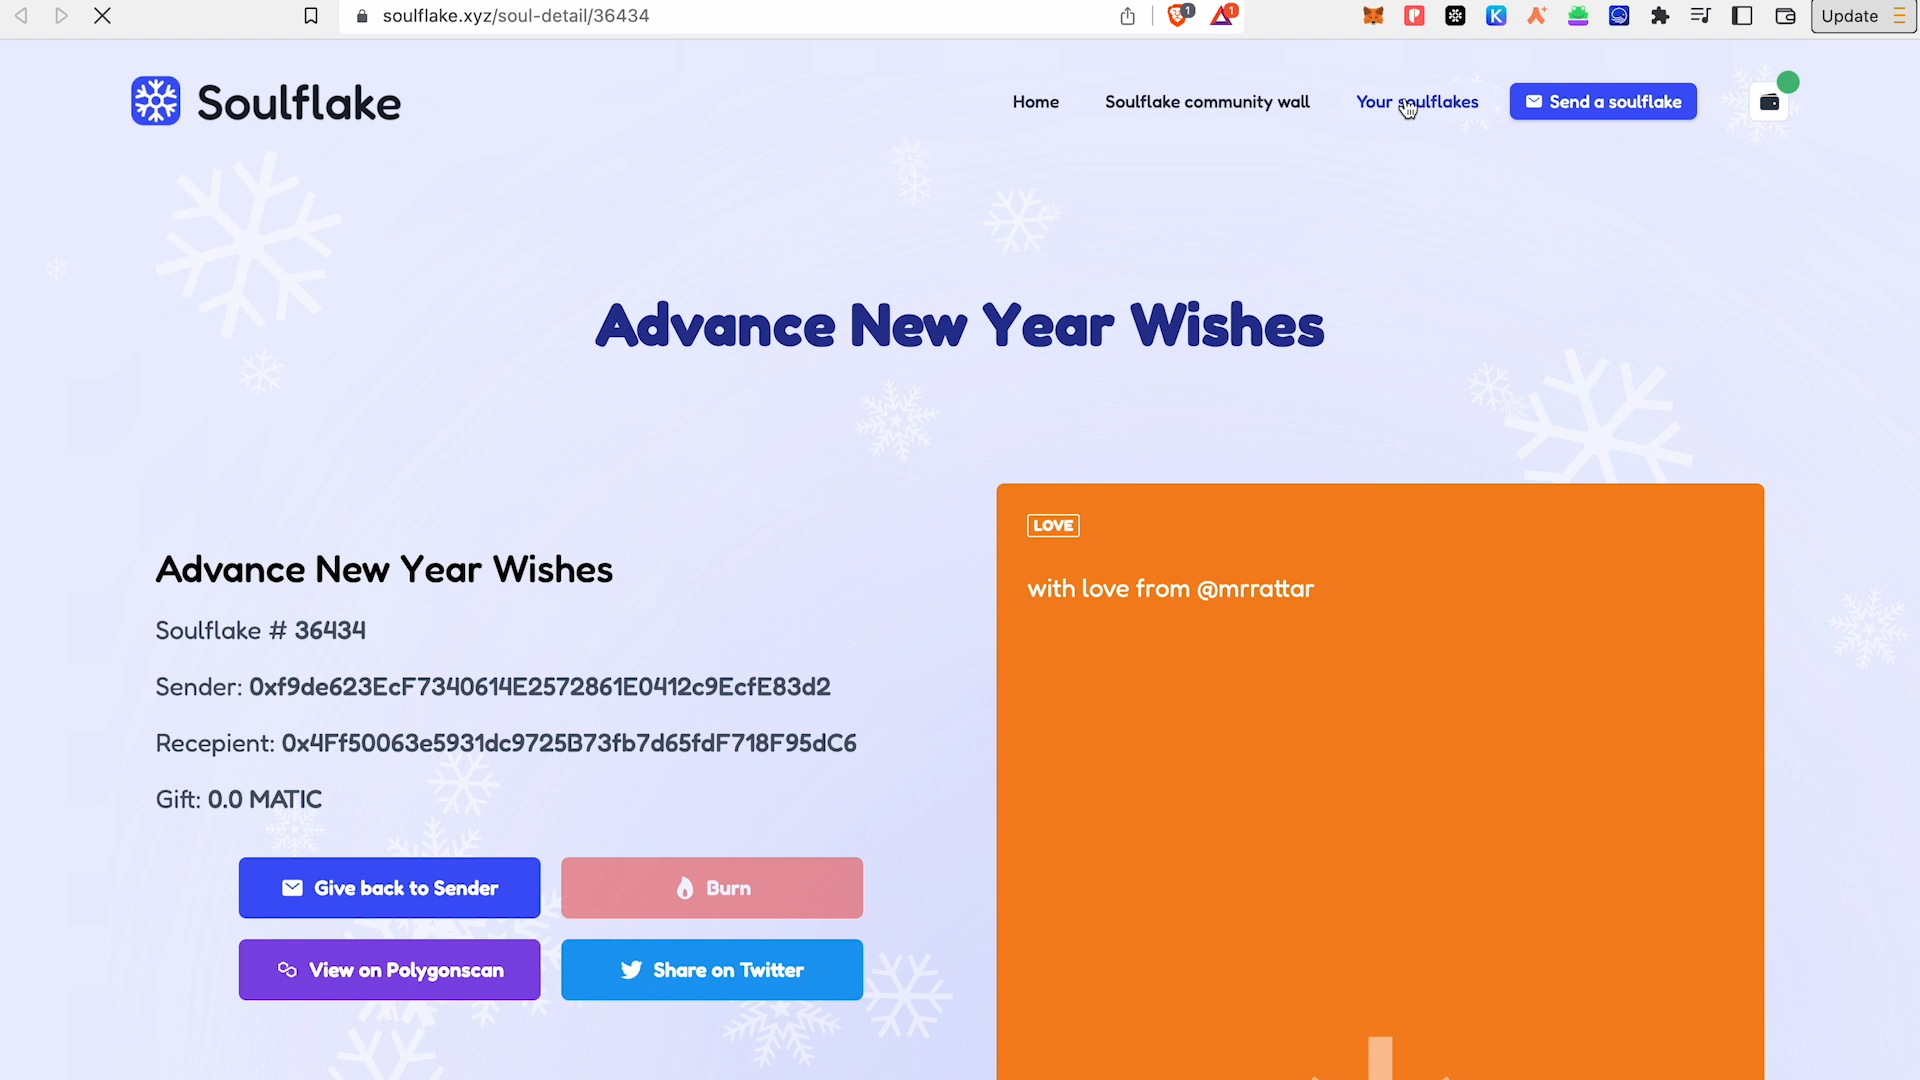 soulflake.xyz/soul-detail/36434
1
1
Update
Soulflake
Home
Soulflake community wall
Your soulflakes
Send a soulflake
Advance New Year Wishes
Advance New Year Wishes
Soulflake # 36434
Sender: 0xf9de623EcF7340614E2572861E0412c9EcfE83d2
Recepient: 0x4Ff50063e5931dc9725B73fb7d65fdF718F95dC6
Gift: 0.0 MATIC
Give back to Sender
Burn
View on Polygonscan
Share on Twitter
LOVE
with love from @mrrattar